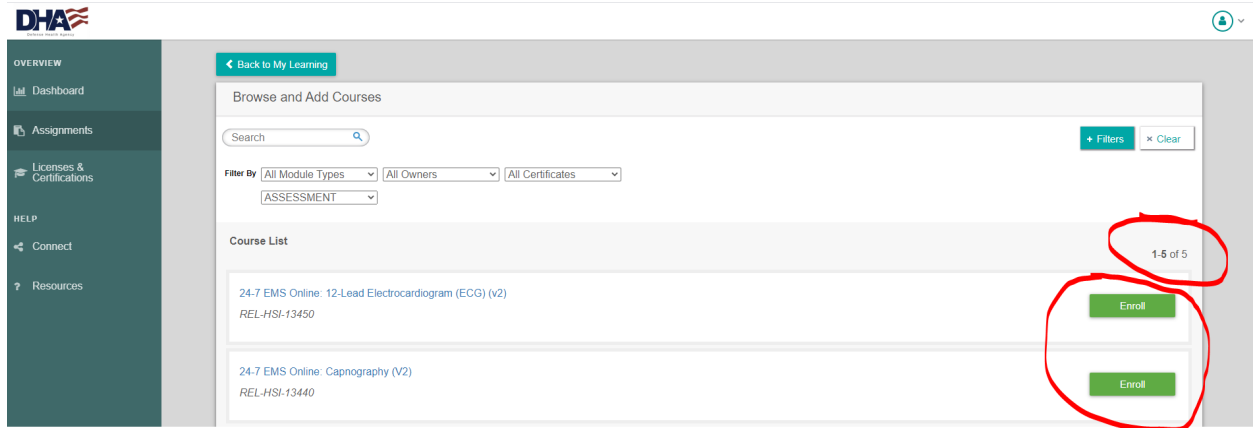 DHA
Defense Health Agency
OVERVIEW
Back to My Learning
Dashboard
Browse and Add Courses
Assignments
Search
+ Filters
× Clear
Licenses &
Certifications
Filter By All Module Types All Owners All Certificates
ASSESSMENT
HELP
Course List
Connect
1-5 of 5
? Resources
24-7 EMS Online: 12-Lead Electrocardiogram (ECG) (v2)
Enroll
REL-HSI-13450
24-7 EMS Online: Capnography (V2)
Enroll
REL-HSI-13440